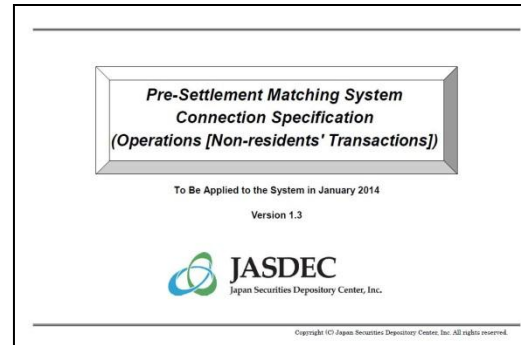 Pre-Settlement Matching System
Connection Specification
(Operations [Non-residents' Transactions])
To Be Applied to the System in January 2014
Version 1.3
JASDEC
Japan Securities Depository Center, Inc.
Copyright (C) Japan Securities Depository Center, Inc. All rights reserved.